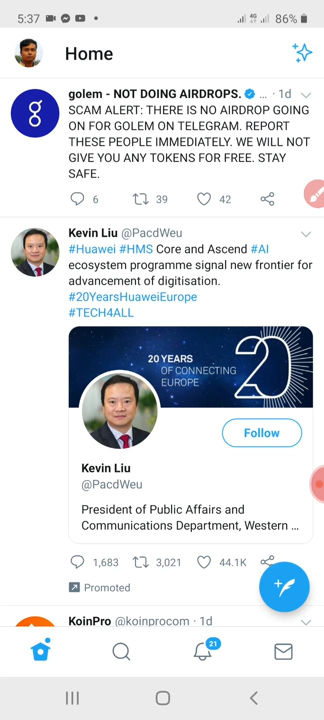 5:37
4G
86%
Home
golem - NOT DOING AIRDROPS. ... · 1d
SCAM ALERT: THERE IS NO AIRDROP GOING
ON FOR GOLEM ON TELEGRAM. REPORT
THESE PEOPLE IMMEDIATELY. WE WILL NOT
GIVE YOU ANY TOKENS FOR FREE. STAY
SAFE.
6 39 42
Kevin Liu @PacdWeu
#Huawei #HMS Core and Ascend #AI
ecosystem programme signal new frontier for
advancement of digitisation.
#20YearsHuaweiEurope
#TECH4ALL
20 YEARS
OF CONNECTING
EUROPE
20
Follow
Kevin Liu
@PacdWeu
President of Public Affairs and
Communications Department, Western ...
1,683 3,021 44.1K
Promoted
KoinPro @koinprocom · 1d
21